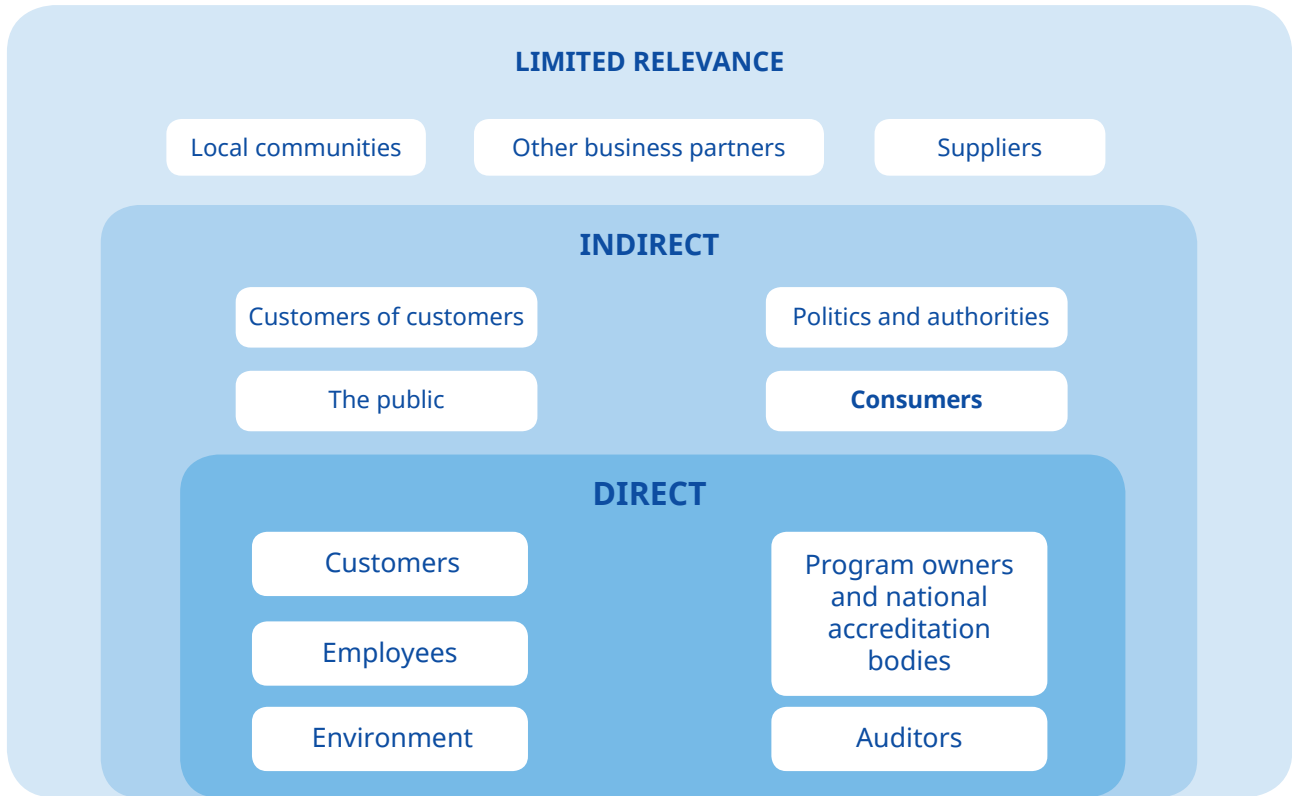 LIMITED RELEVANCE
Local communities
Other business partners
Suppliers
INDIRECT
Customers of customers
Politics and authorities
The public
Consumers
DIRECT
Customers
Program owners
and national
accreditation
bodies
Employees
Environment
Auditors